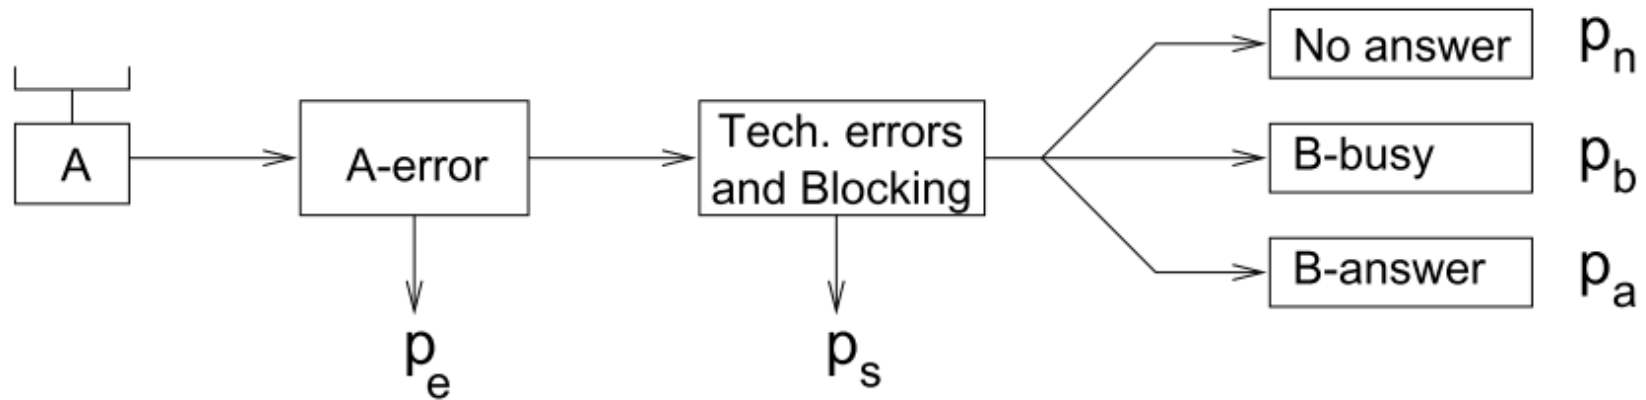 A
A-error
Tech. errors
and Blocking
No answer
B-busy
B-answer
p_n
p_b
p_a
p_e
p_s